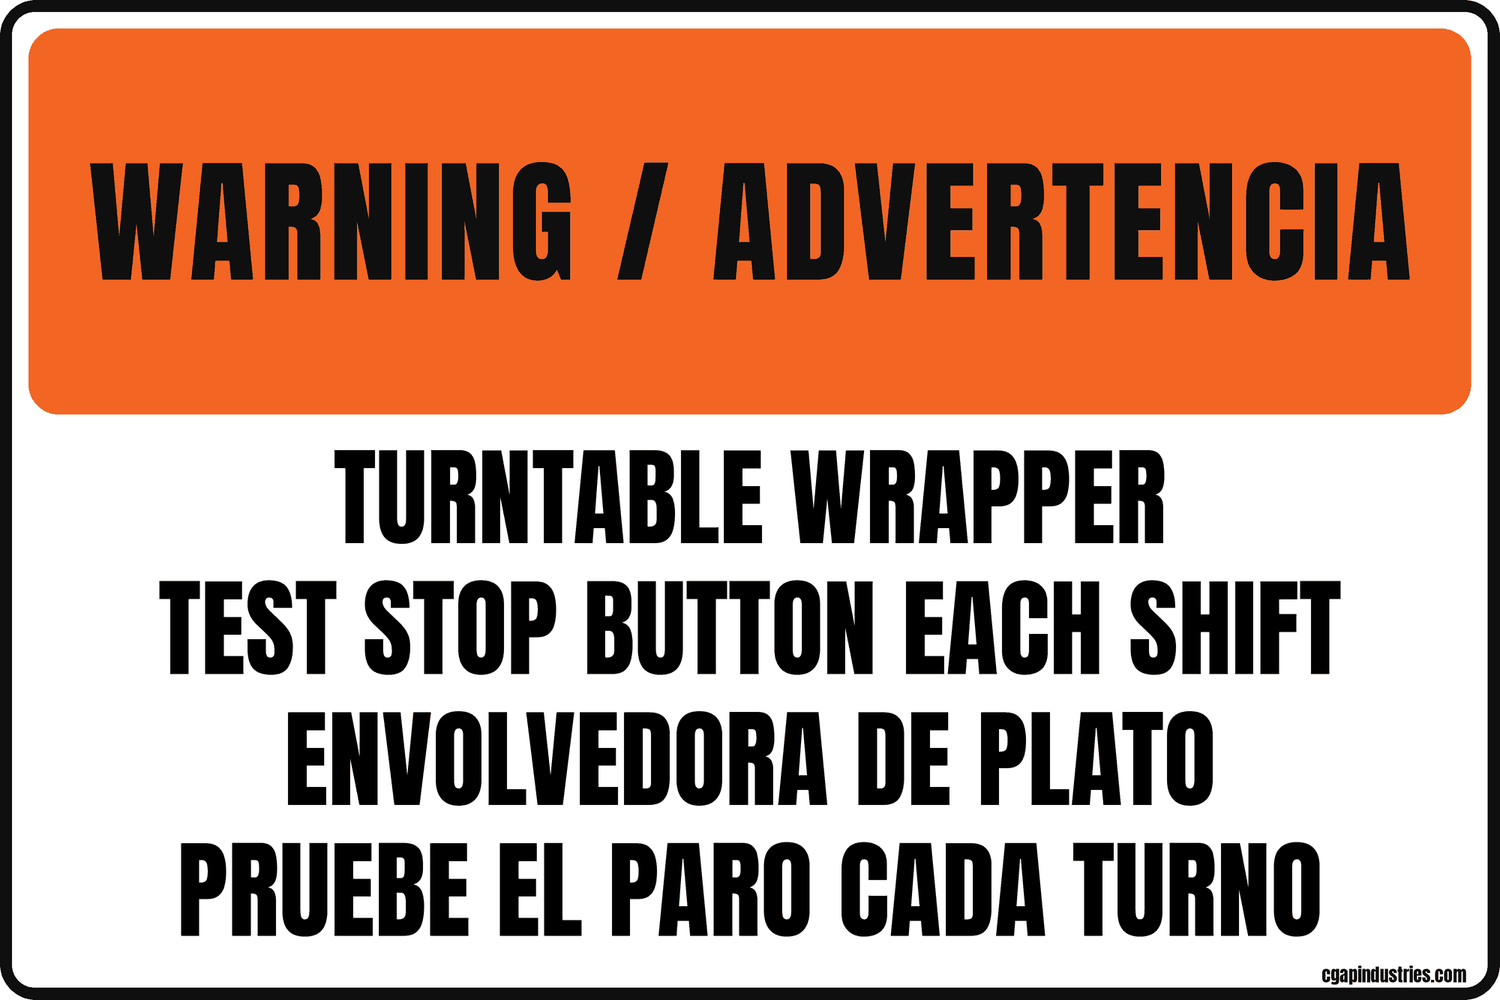 WARNING / ADVERTENCIA
TURNTABLE WRAPPER
TEST STOP BUTTON EACH SHIFT
ENVOLVEDORA DE PLATO
PRUEBE EL PARO CADA TURNO
cgapindustries.com